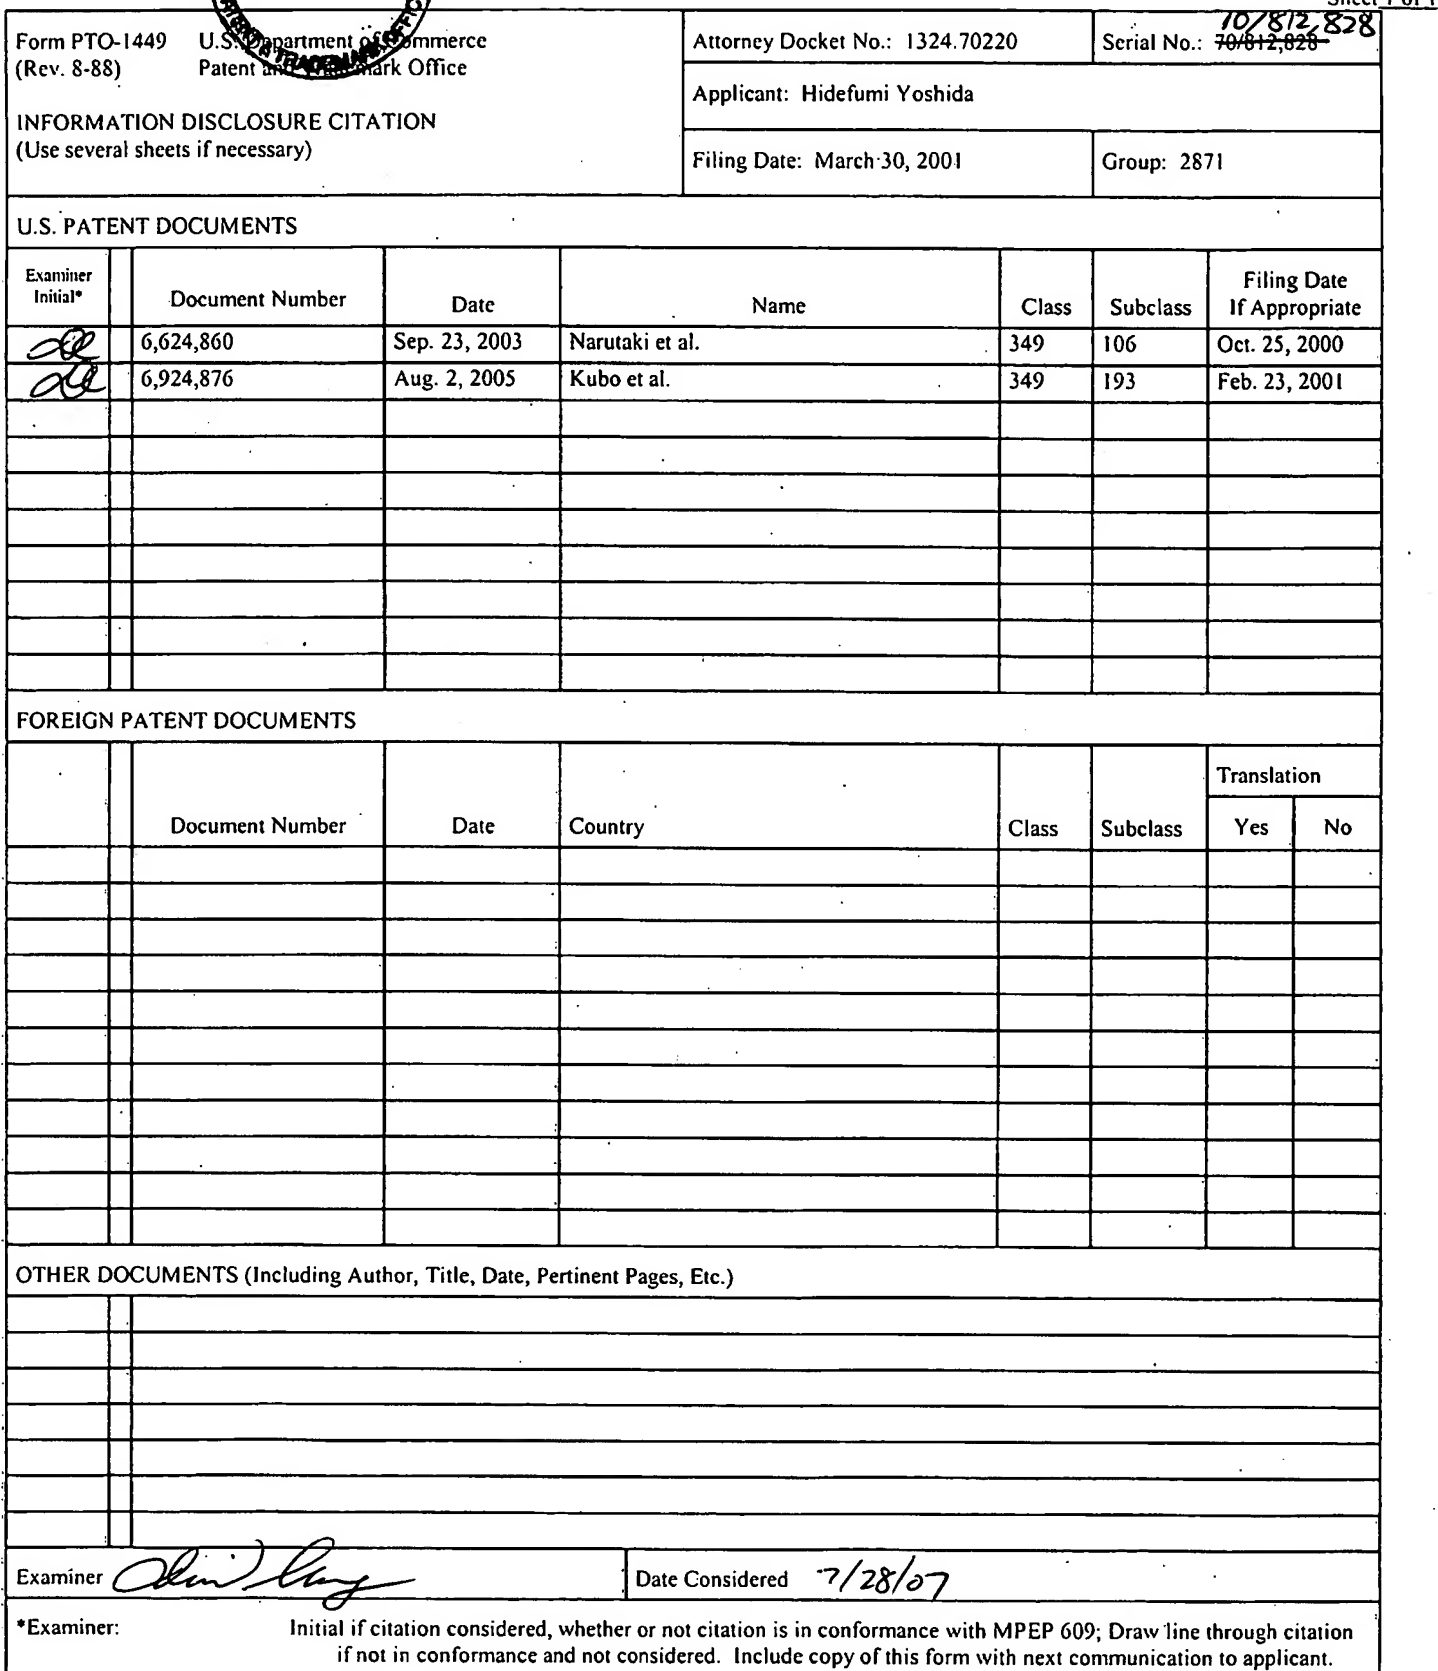 Sheet 1 of 1
Form PTO-1449 U.S. Department of Commerce
(Rev. 8-88) Patent and Trademark Office
INFORMATION DISCLOSURE CITATION
(Use several sheets if necessary)
Attorney Docket No.: 1324.70220
10/812,828
Serial No.: 70/812,828
Applicant: Hidefumi Yoshida
Filing Date: March 30, 2001
Group: 2871
U.S. PATENT DOCUMENTS
Examiner
Initial*
Document Number
Date
Name
Class
Subclass
Filing Date
If Appropriate
6,624,860 Sep. 23, 2003 Narutaki et al. 349 106 Oct. 25, 2000
6,924,876 Aug. 2, 2005 Kubo et al. 349 193 Feb. 23, 2001
FOREIGN PATENT DOCUMENTS
Translation
Document Number Date Country Class Subclass Yes No
OTHER DOCUMENTS (Including Author, Title, Date, Pertinent Pages, Etc.)
Examiner
Date Considered 7/28/07
*Examiner: Initial if citation considered, whether or not citation is in conformance with MPEP 609; Draw line through citation
if not in conformance and not considered. Include copy of this form with next communication to applicant.